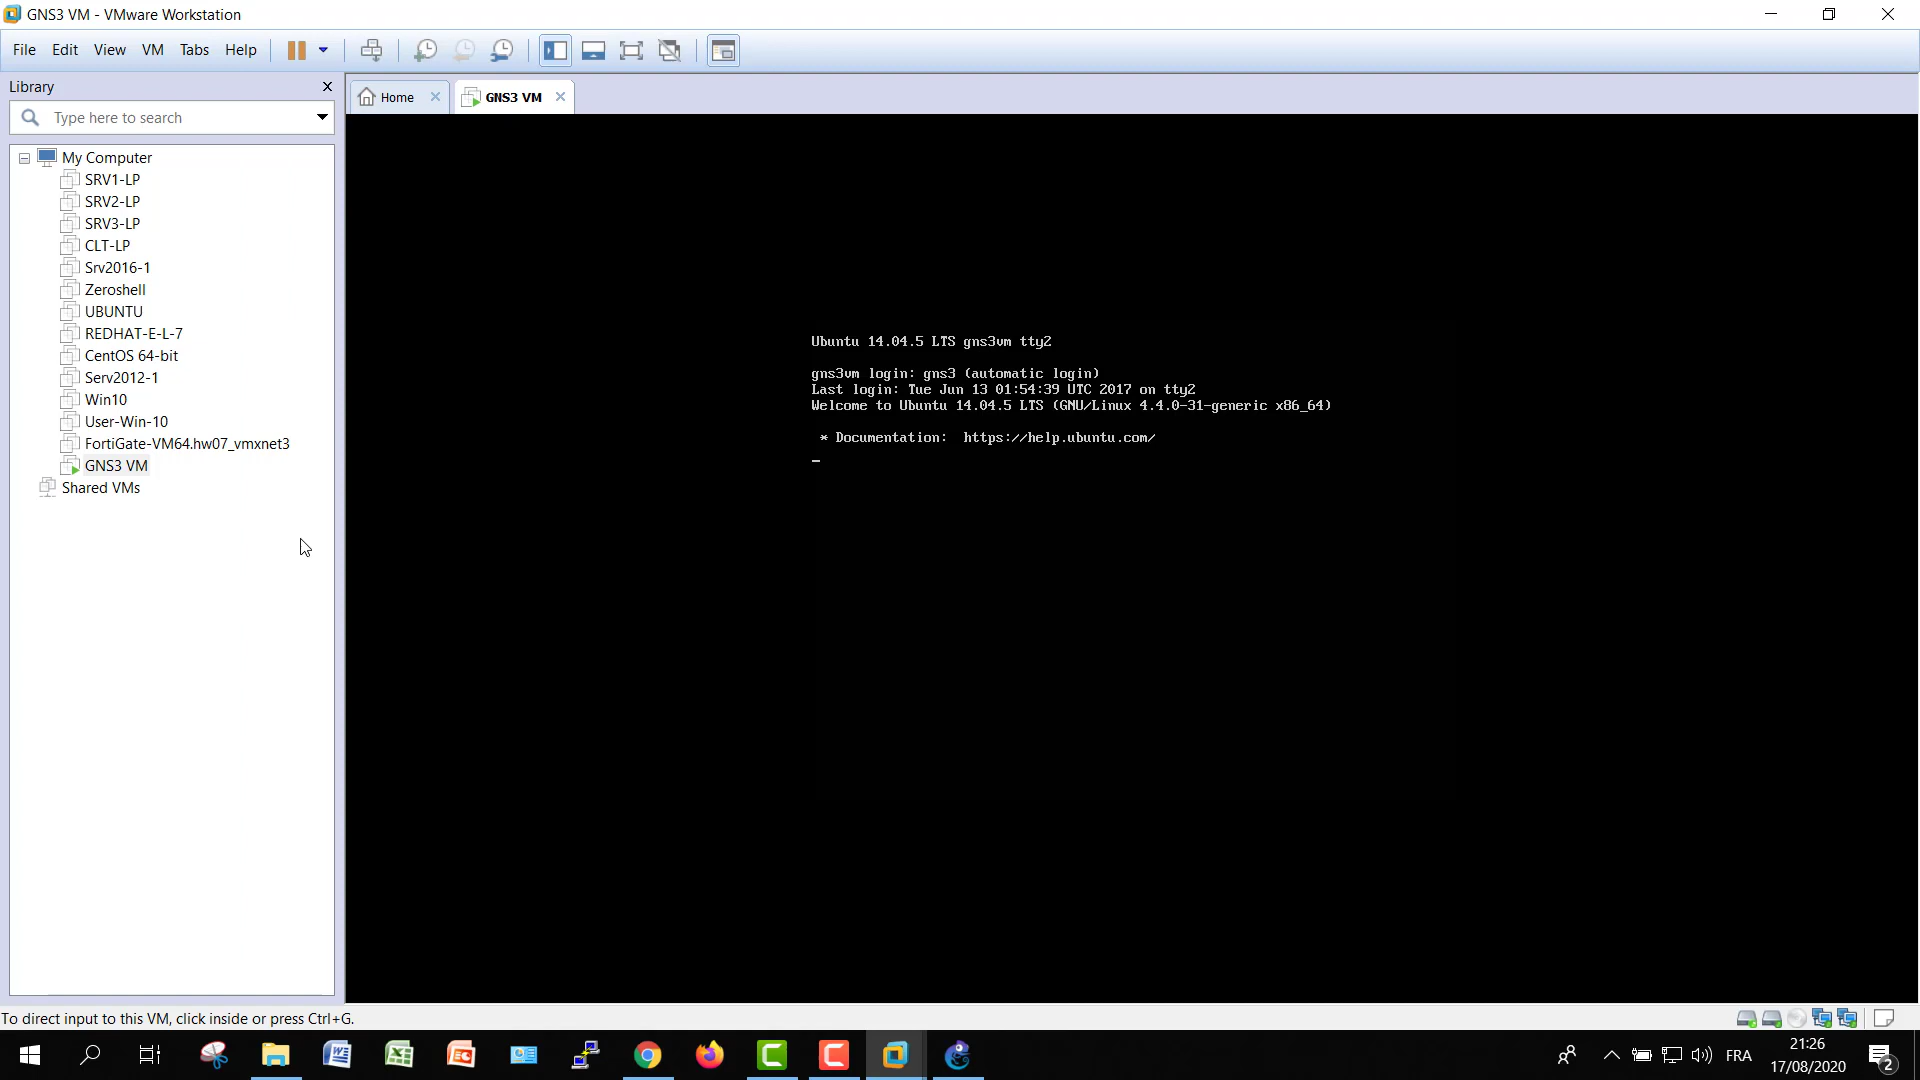 GNS3 VM - VMware Workstation
File Edit View VM Tabs Help
Library
Type here to search
Home
GNS3 VM
My Computer
SRV1-LP
SRV2-LP
SRV3-LP
CLT-LP
Srv2016-1
Zeroshell
UBUNTU
REDHAT-E-L-7
CentOS 64-bit
Serv2012-1
Win10
User-Win-10
FortiGate-VM64.hw07_vmxnet3
GNS3 VM
Shared VMs
Ubuntu 14.04.5 LTS gns3vm tty2
gns3vm login: gns3 (automatic login)
Last login: Tue Jun 13 01:54:39 UTC 2017 on tty2
Welcome to Ubuntu 14.04.5 LTS (GNU/Linux 4.4.0-31-generic x86_64)
* Documentation: https://help.ubuntu.com/
_
To direct input to this VM, click inside or press Ctrl+G.
FRA
21:26
17/08/2020
2